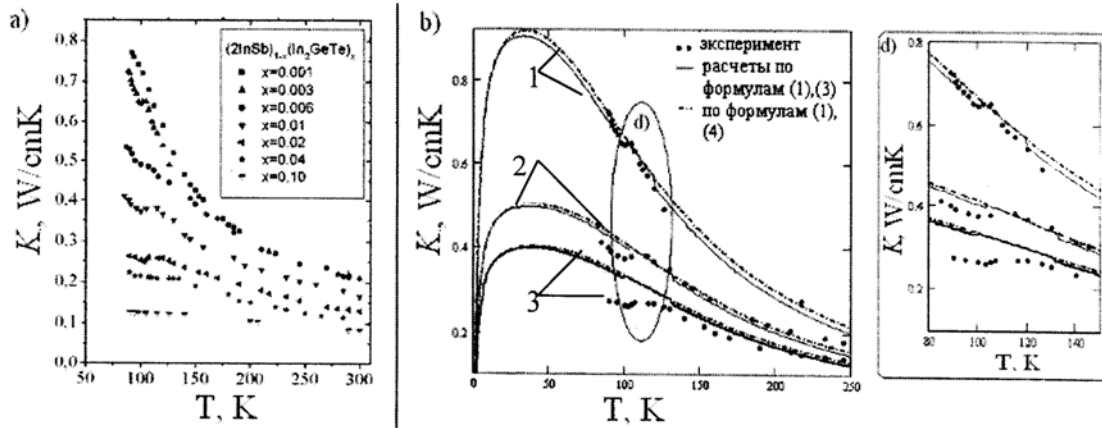 a)
(2InSb)₁₋ₓ(In₂GeTe)ₓ
x=0.001
x=0.003
x=0.006
x=0.01
x=0.02
x=0.04
x=0.10
K, W/cmK
0.8
0.7
0.6
0.5
0.4
0.3
0.2
0.1
0.0
50
100
150
200
250
300
T, K
b)
эксперимент
расчеты по
формулам (1),(3)
по формулам (1),
(4)
1
2
3
d)
K, W/cmK
0.8
0.6
0.4
0.2
0
50
100
150
200
250
T, K
d)
K, W/cmK
0.8
0.6
0.4
0.2
80
100
120
140
T, K